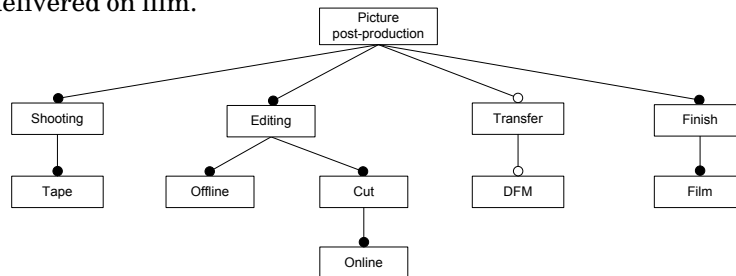 delivered on film.
Picture
post-production
Shooting
Editing
Transfer
Finish
Tape
Offline
Cut
DFM
Film
Online